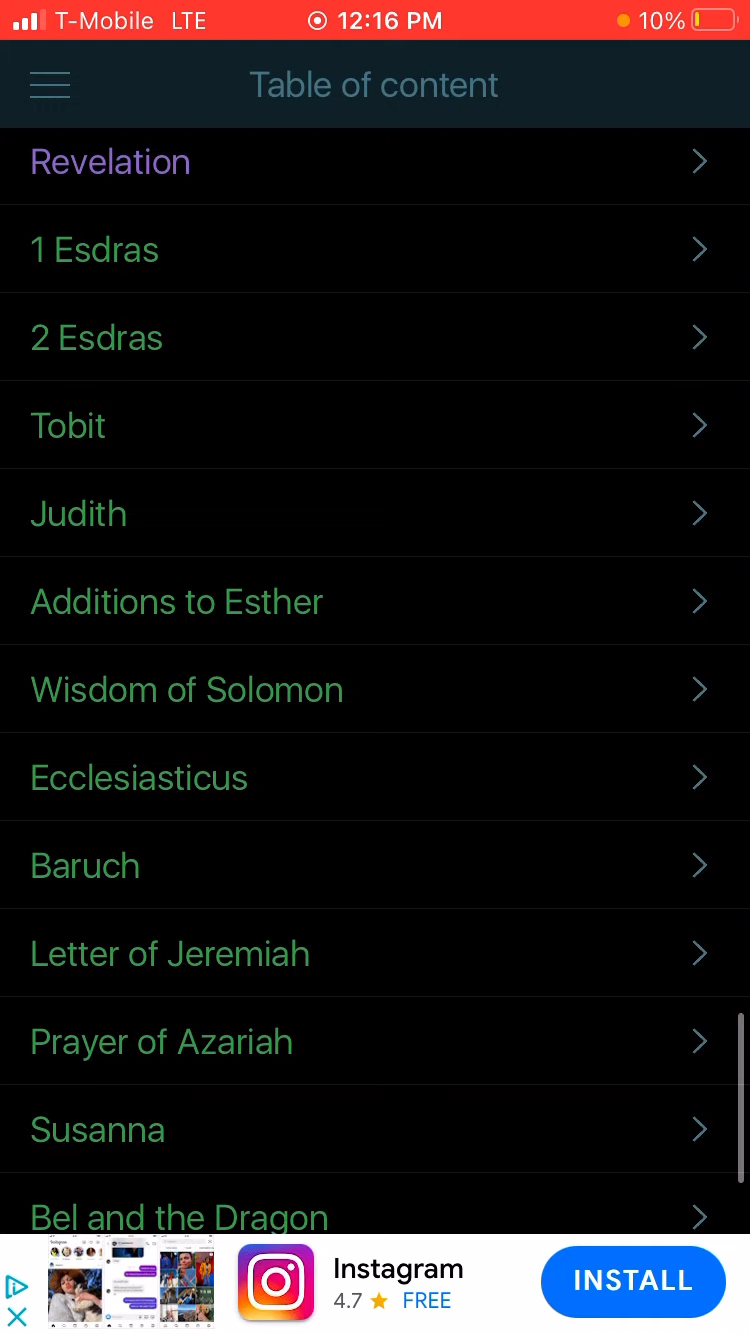 T-Mobile LTE 12:16 PM 10%
Table of content
Revelation
1 Esdras
2 Esdras
Tobit
Judith
Additions to Esther
Wisdom of Solomon
Ecclesiasticus
Baruch
Letter of Jeremiah
Prayer of Azariah
Susanna
Bel and the Dragon
Instagram
4.7 ★ FREE
INSTALL